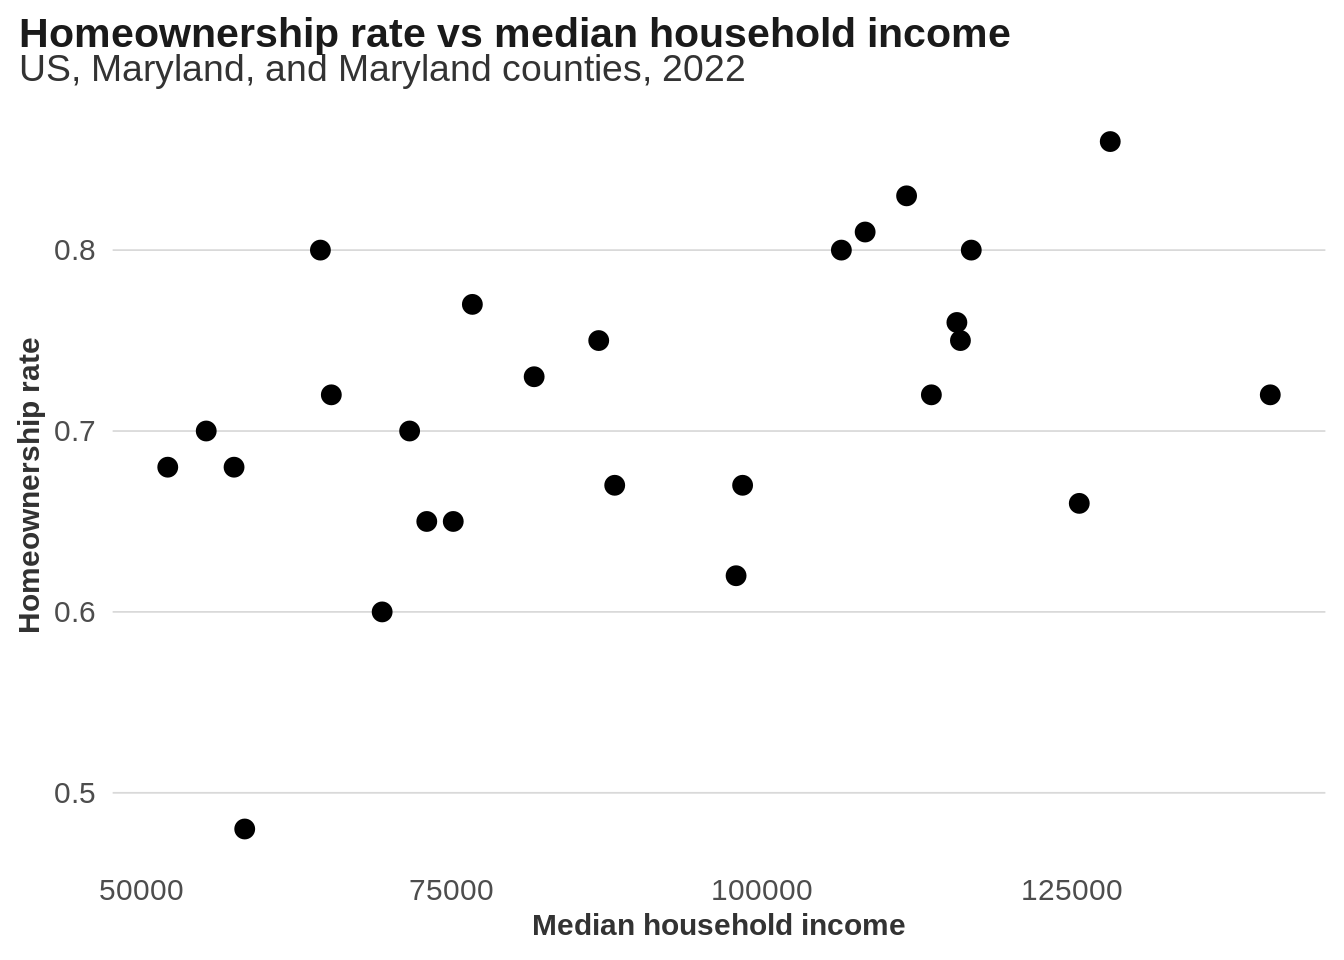 Homeownership rate vs median household income
US, Maryland, and Maryland counties, 2022
Homeownership rate
0.8
0.7
0.6
0.5
50000 75000 100000 125000
Median household income